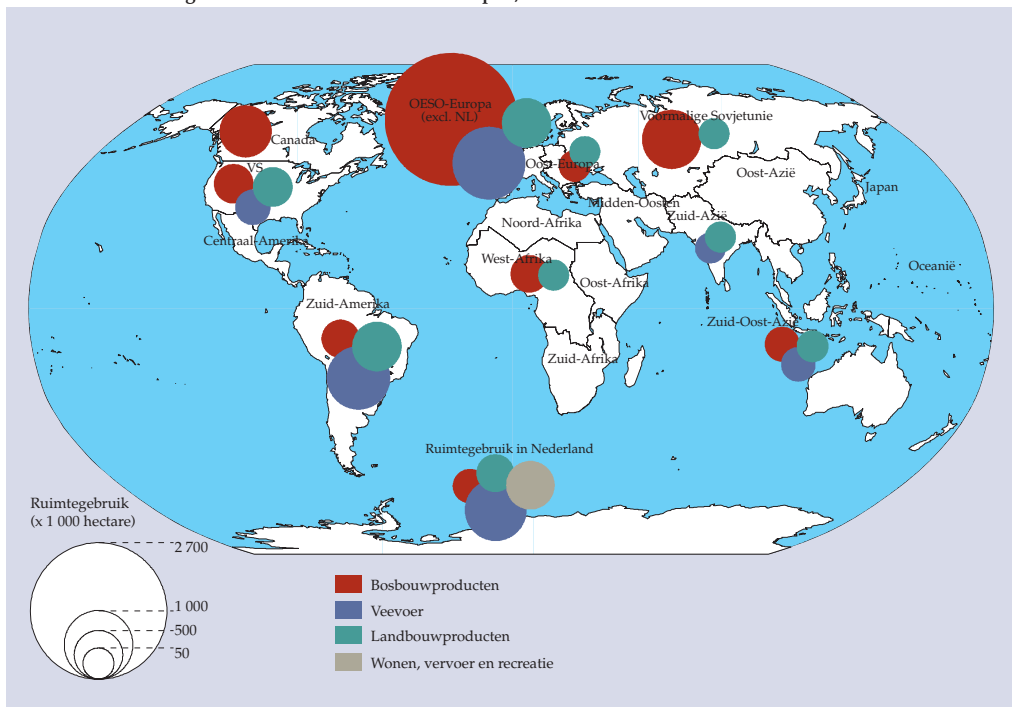 OESO-Europa
(excl. NL)
Canada
VS
Centraal-Amerika
Zuid-Amerika
Oost-Europa
Voormalige Sovjetunie
Oost-Azië
Japan
Midden-Oosten
Zuid-Azië
Noord-Afrika
West-Afrika
Oost-Afrika
Oceanië
Zuid-Oost-Azië
Zuid-Afrika
Ruimtegebruik in Nederland
Ruimtegebruik
(x 1 000 hectare)
2 700
1 000
500
50
Bosbouwproducten
Veevoer
Landbouwproducten
Wonen, vervoer en recreatie